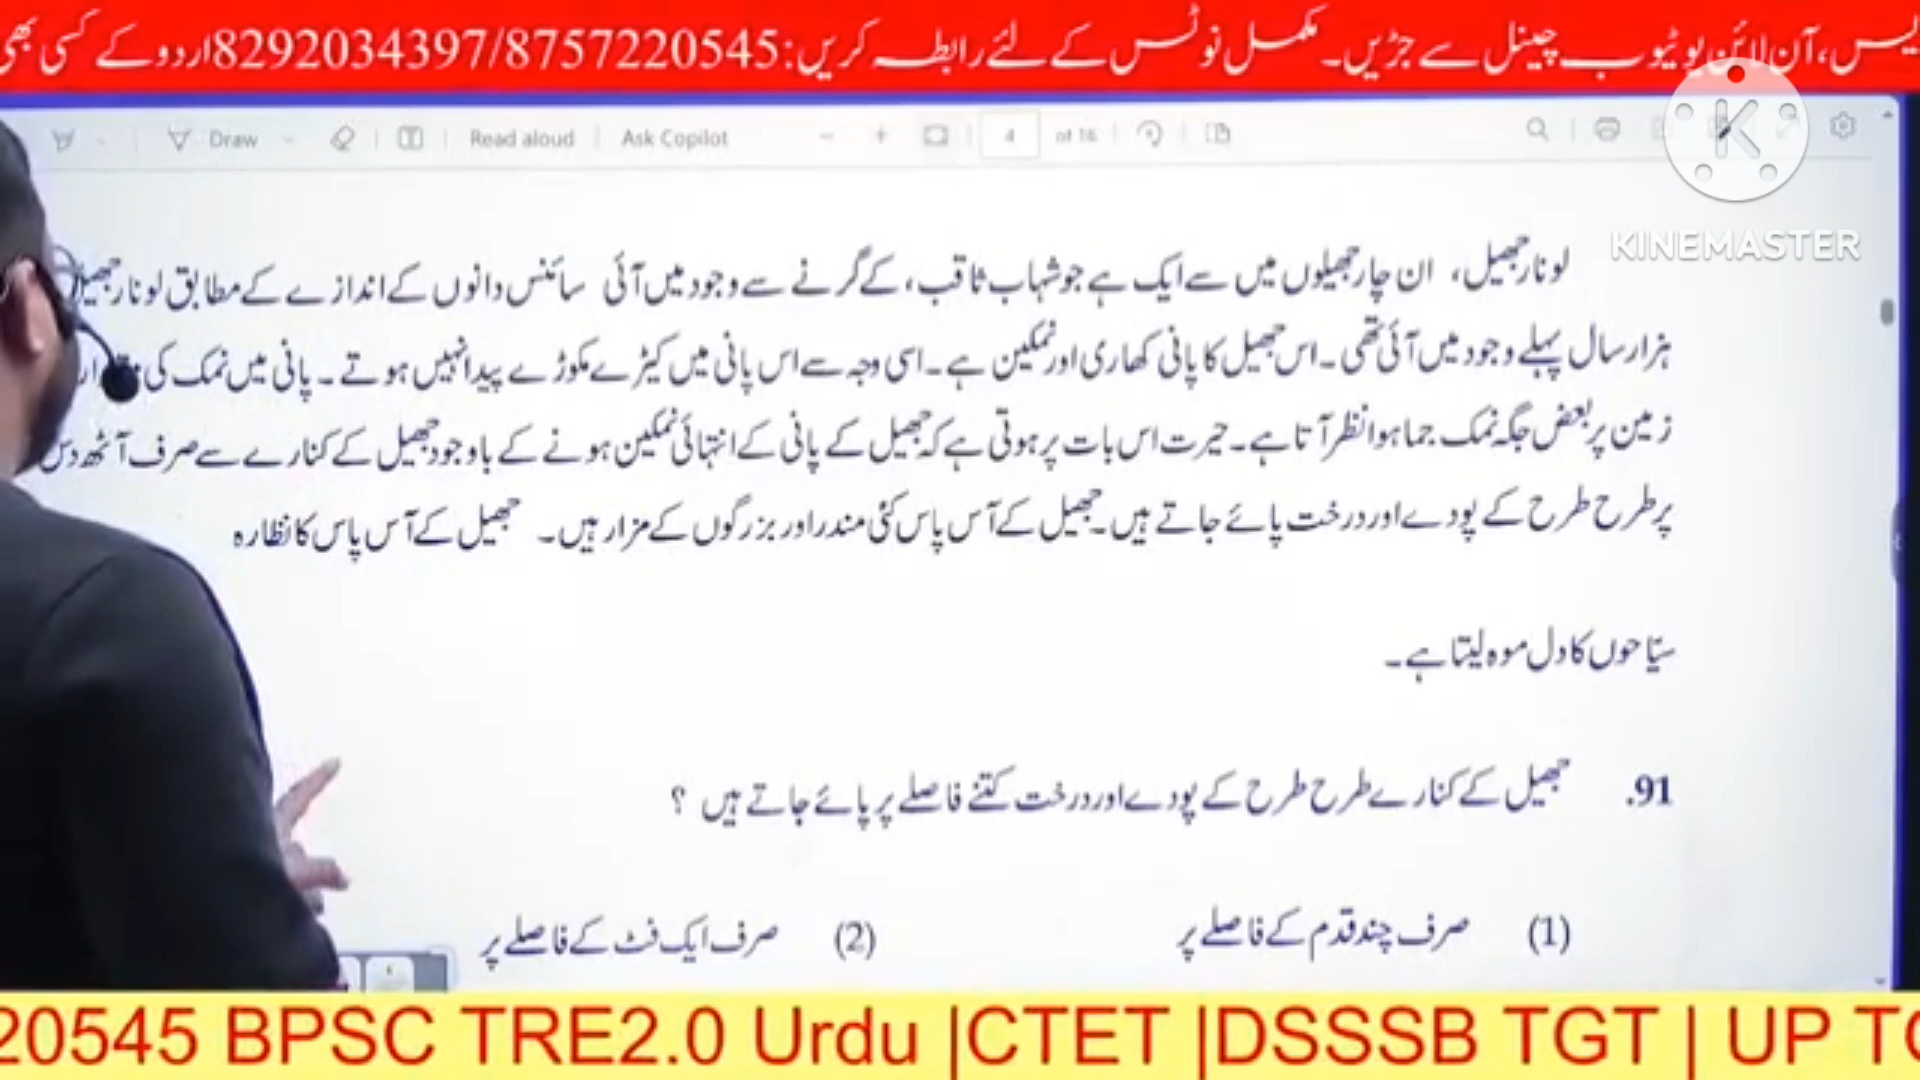 یس، آن لائن یوٹیوب چینل سے جڑیں۔ مکمل نوٹس کے لئے رابطہ کریں: 8292034397/8757220545 اردو کے کسی بھی
Draw Read aloud Ask Copilot 4 of 16
KINEMASTER
لونار جھیل، ان چار جھیلوں میں سے ایک ہے جو شہاب ثاقب، کے گرنے سے وجود میں آئی سائنس دانوں کے اندازے کے مطابق لونار جھیل
ہزار سال پہلے وجود میں آئی تھی۔ اس جھیل کا پانی کھاری اور نمکین ہے۔ اسی وجہ سے اس پانی میں کیڑے مکوڑے پیدا نہیں ہوتے۔ پانی میں نمک کی
زمین پر بعض جگہ نمک جما ہوا نظر آتا ہے۔ حیرت اس بات پر ہوتی ہے کہ جھیل کے پانی کے انتہائی نمکین ہونے کے باوجود جھیل کے کنارے سے صرف آٹھ دس
پر طرح طرح کے پودے اور درخت پائے جاتے ہیں۔ جھیل کے آس پاس کئی مندر اور بزرگوں کے مزار ہیں۔ جھیل کے آس پاس کا نظارہ
سیّاحوں کا دل موہ لیتا ہے۔
91. جھیل کے کنارے طرح طرح کے پودے اور درخت کتنے فاصلے پر پائے جاتے ہیں ؟
(1) صرف چند قدم کے فاصلے پر (2) صرف ایک فٹ کے فاصلے پر
20545 BPSC TRE2.0 Urdu |CTET |DSSSB TGT | UP TG